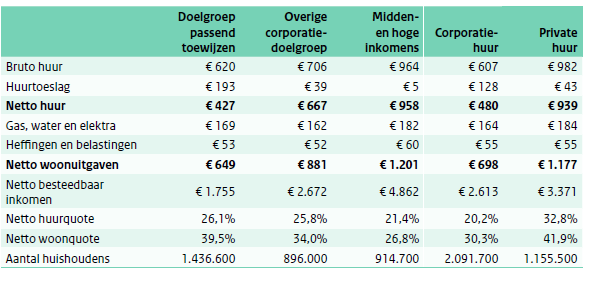 Doelgroep passend toewijzen | Overige corporatie-doelgroep | Midden- en hoge inkomens | Corporatie-huur | Private huur
Bruto huur € 620 € 706 € 964 € 607 € 982
Huurtoeslag € 193 € 39 € 5 € 128 € 43
Netto huur € 427 € 667 € 958 € 480 € 939
Gas, water en elektra € 169 € 162 € 182 € 164 € 184
Heffingen en belastingen € 53 € 52 € 60 € 55 € 55
Netto woonuitgaven € 649 € 881 € 1.201 € 698 € 1.177
Netto besteedbaar inkomen € 1.755 € 2.672 € 4.862 € 2.613 € 3.371
Netto huurquote 26,1% 25,8% 21,4% 20,2% 32,8%
Netto woonquote 39,5% 34,0% 26,8% 30,3% 41,9%
Aantal huishoudens 1.436.600 896.000 914.700 2.091.700 1.155.500